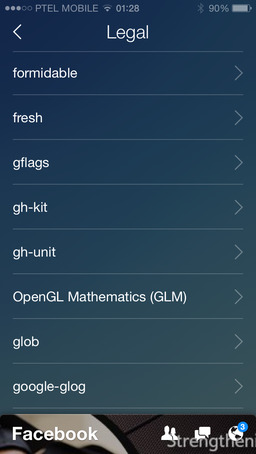 PTEL MOBILE 01:28 90%
Legal
formidable
fresh
gflags
gh-kit
gh-unit
OpenGL Mathematics (GLM)
glob
google-glog
Facebook
3
Strengtheni